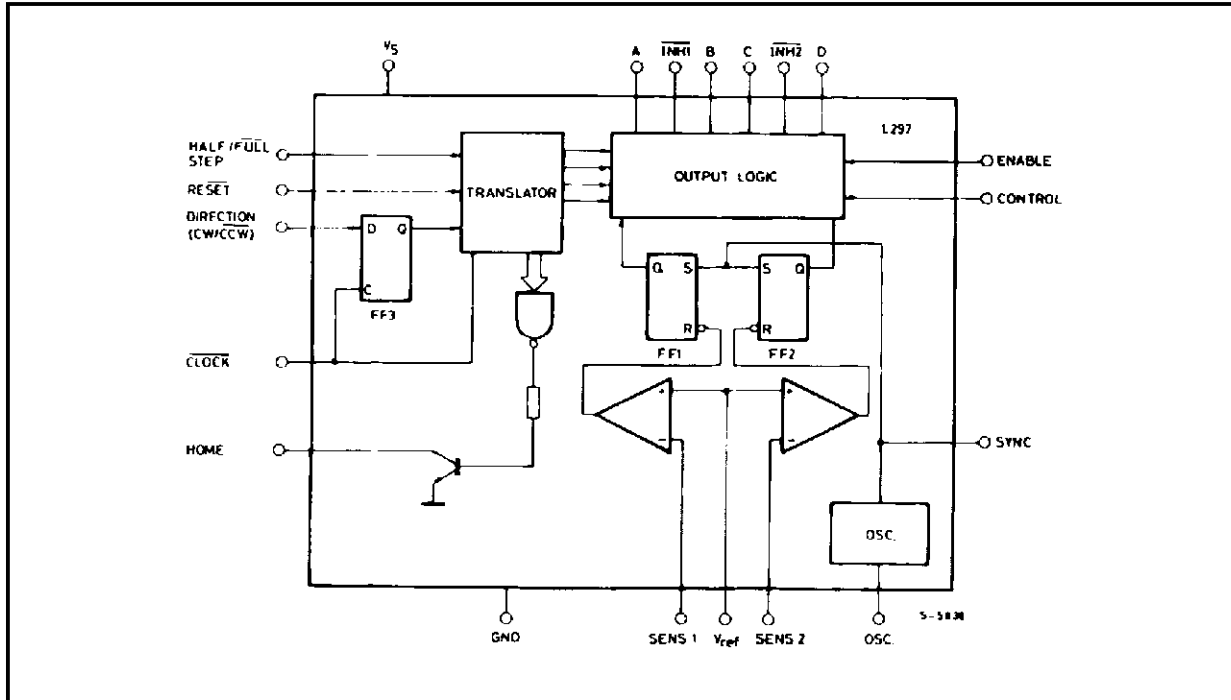 Vs
A
INH1
B
C
INH2
D
L297
HALF/FULL
STEP
RESET
DIRECTION
(CW/CCW)
CLOCK
HOME
TRANSLATOR
OUTPUT LOGIC
ENABLE
CONTROL
D Q
C
FF3
Q S
R
FF1
S Q
R
FF2
+
−
+
−
SYNC
OSC.
GND
SENS 1
Vref
SENS 2
OSC.